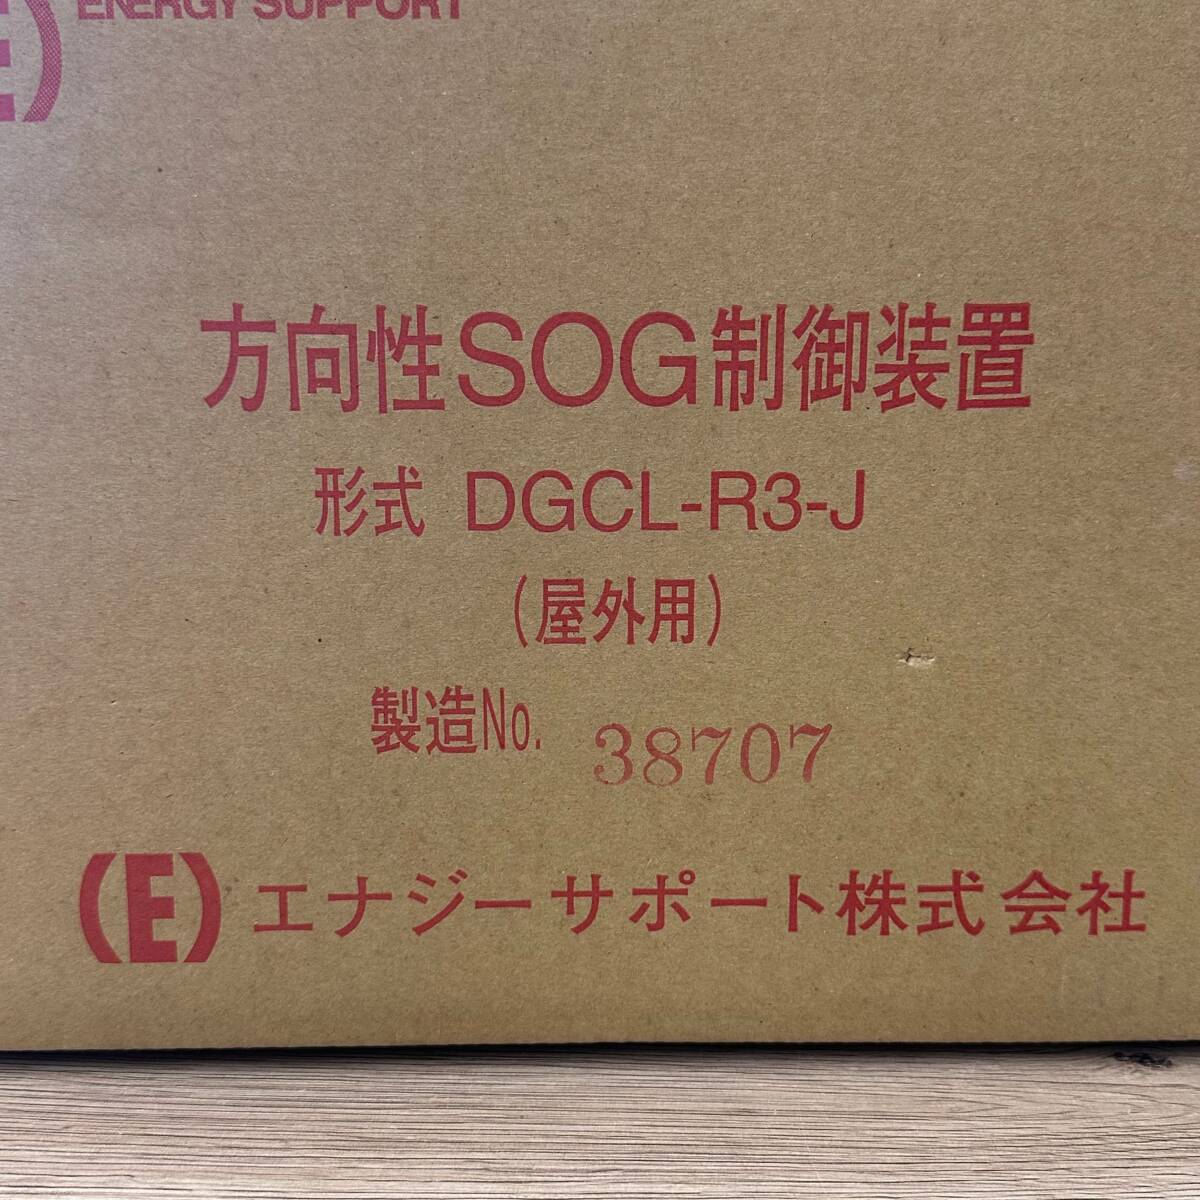 (E) ENERGY SUPPORT
方向性SOG制御装置
形式 DGCL-R3-J
(屋外用)
製造No. 38707
(E) エナジーサポート株式会社